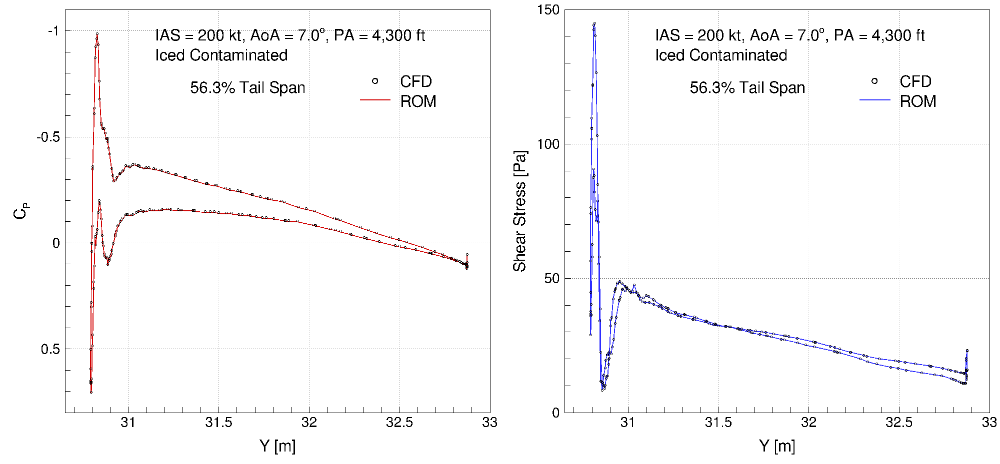 IAS = 200 kt, AoA = 7.0°, PA = 4,300 ft
Iced Contaminated
56.3% Tail Span
CFD
ROM
-1
-0.5
0
0.5
C_P
31
31.5
32
32.5
33
Y [m]
IAS = 200 kt, AoA = 7.0°, PA = 4,300 ft
Iced Contaminated
56.3% Tail Span
CFD
ROM
150
100
50
0
Shear Stress [Pa]
31
31.5
32
32.5
33
Y [m]